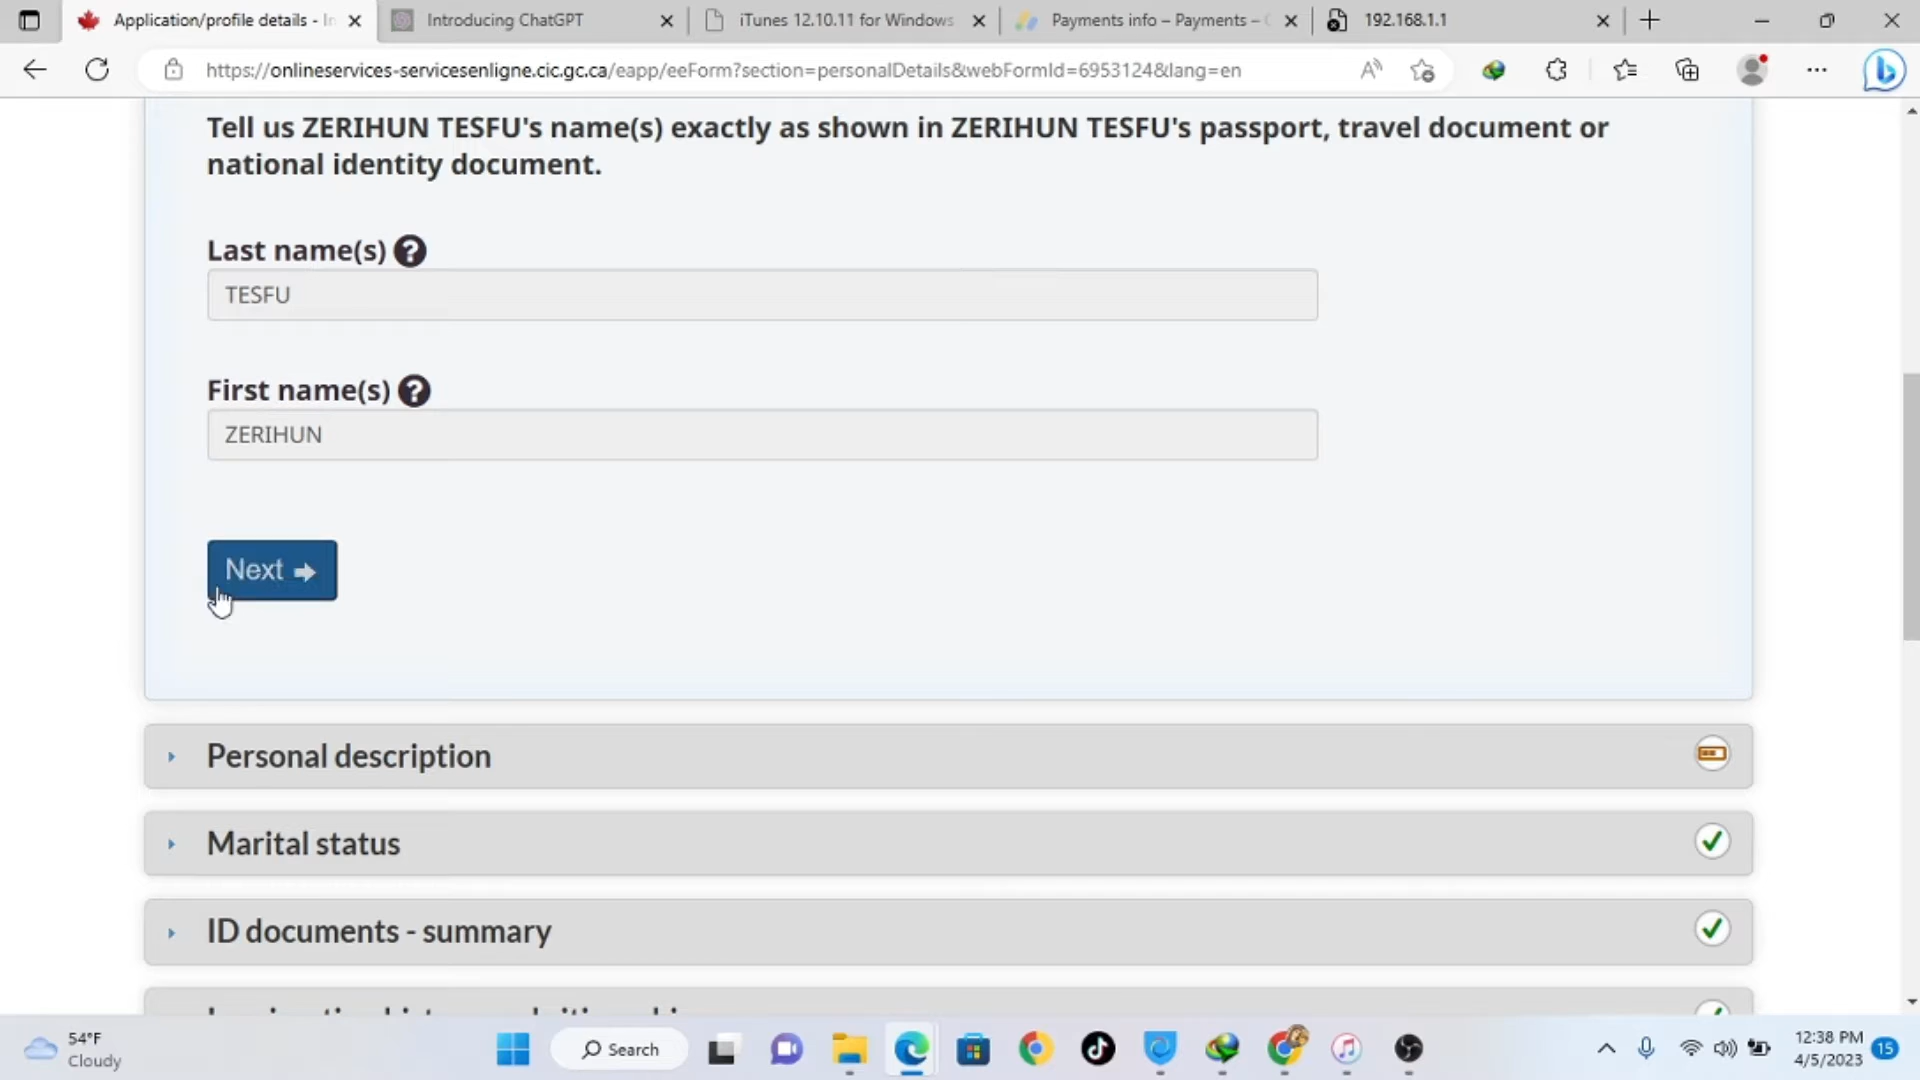 Application/profile details - In
Introducing ChatGPT
iTunes 12.10.11 for Windows
Payments info – Payments –
192.168.1.1
https://onlineservices-servicesenligne.cic.gc.ca/eapp/eeForm?section=personalDetails&webFormId=6953124&lang=en
Tell us ZERIHUN TESFU's name(s) exactly as shown in ZERIHUN TESFU's passport, travel document or
national identity document.
Last name(s) ?
TESFU
First name(s) ?
ZERIHUN
Next
Personal description
Marital status
ID documents - summary
54°F
Cloudy
Search
12:38 PM
4/5/2023
15